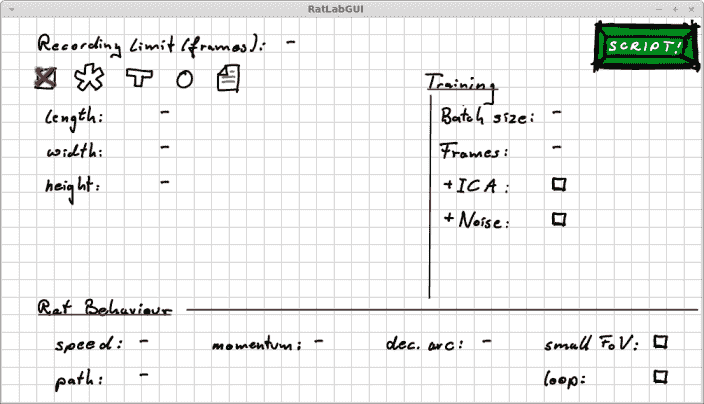 RatLabGUI
Recording Limit (frames): -
SCRIPT!
length: -
width: -
height: -
Training
Batch size: -
Frames: -
+ICA:
+Noise:
Rat Behaviour
speed: - momentum: - dec. arc: - small FoV:
path: - loop: